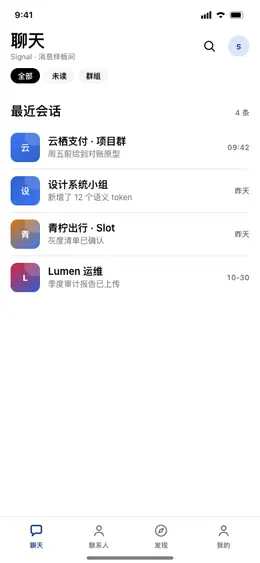 9:41
聊天
Signal · 消息样板间
S
全部 未读 群组
最近会话 4 条
云 云栖支付 · 项目群 09:42
周五前给到对账原型
设 设计系统小组 昨天
新增了 12 个语义 token
青 青柠出行 · Slot 昨天
灰度清单已确认
L Lumen 运维 10-30
季度审计报告已上传
聊天 联系人 发现 我的